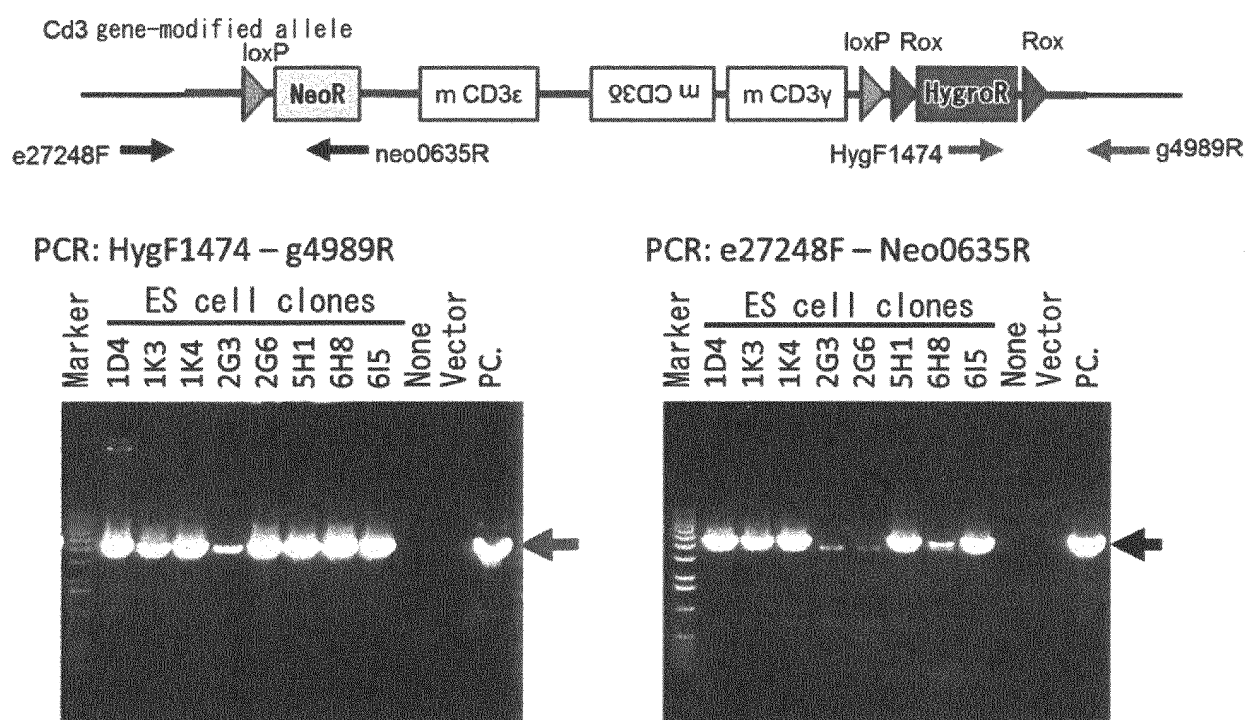 Cd3 gene-modified allele
loxP
loxP Rox
Rox
NeoR
m CD3ε
m CD3δ
m CD3γ
HygroR
e27248F
neo0635R
HygF1474
g4989R
PCR: HygF1474 – g4989R
PCR: e27248F – Neo0635R
Marker
ES cell clones
1D4
1K3
1K4
2G3
2G6
5H1
6H8
6I5
None
Vector
PC.
Marker
ES cell clones
1D4
1K3
1K4
2G3
2G6
5H1
6H8
6I5
None
Vector
PC.